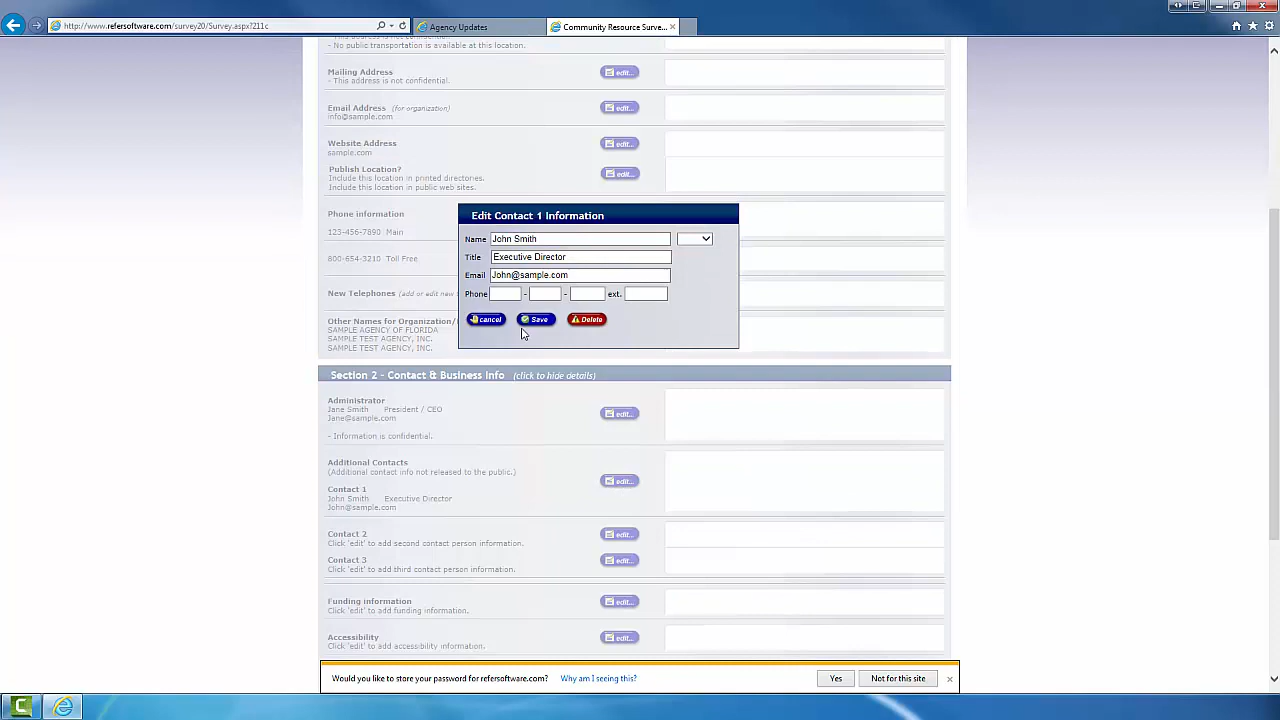 http://www.refersoftware.com/survey20/Survey.aspx?211c
Agency Updates
Community Resource Surve...
- No public transportation is available at this location.
Mailing Address
- This address is not confidential.
edit...
Email Address (for organization)
info@sample.com
edit...
Website Address
sample.com
edit...
Publish Location?
Include this location in printed directories.
Include this location in public web sites.
edit...
Phone information
123-456-7890 Main
800-654-3210 Toll Free
New Telephones (add or edit new t
Other Names for Organization/
SAMPLE AGENCY OF FLORIDA
SAMPLE TEST AGENCY, INC.
SAMPLE TEST AGENCY, INC.
Edit Contact 1 Information
Name John Smith
Title Executive Director
Email John@sample.com
Phone - - ext.
cancel Save Delete
Section 2 - Contact & Business Info (click to hide details)
Administrator
Jane Smith President / CEO
Jane@sample.com
- Information is confidential.
edit...
Additional Contacts
(Additional contact info not released to the public.)
Contact 1
John Smith Executive Director
John@sample.com
edit...
Contact 2
Click 'edit' to add second contact person information.
edit...
Contact 3
Click 'edit' to add third contact person information.
edit...
Funding information
Click 'edit' to add funding information.
edit...
Accessibility
Click 'edit' to add accessibility information.
edit...
Would you like to store your password for refersoftware.com? Why am I seeing this? Yes Not for this site